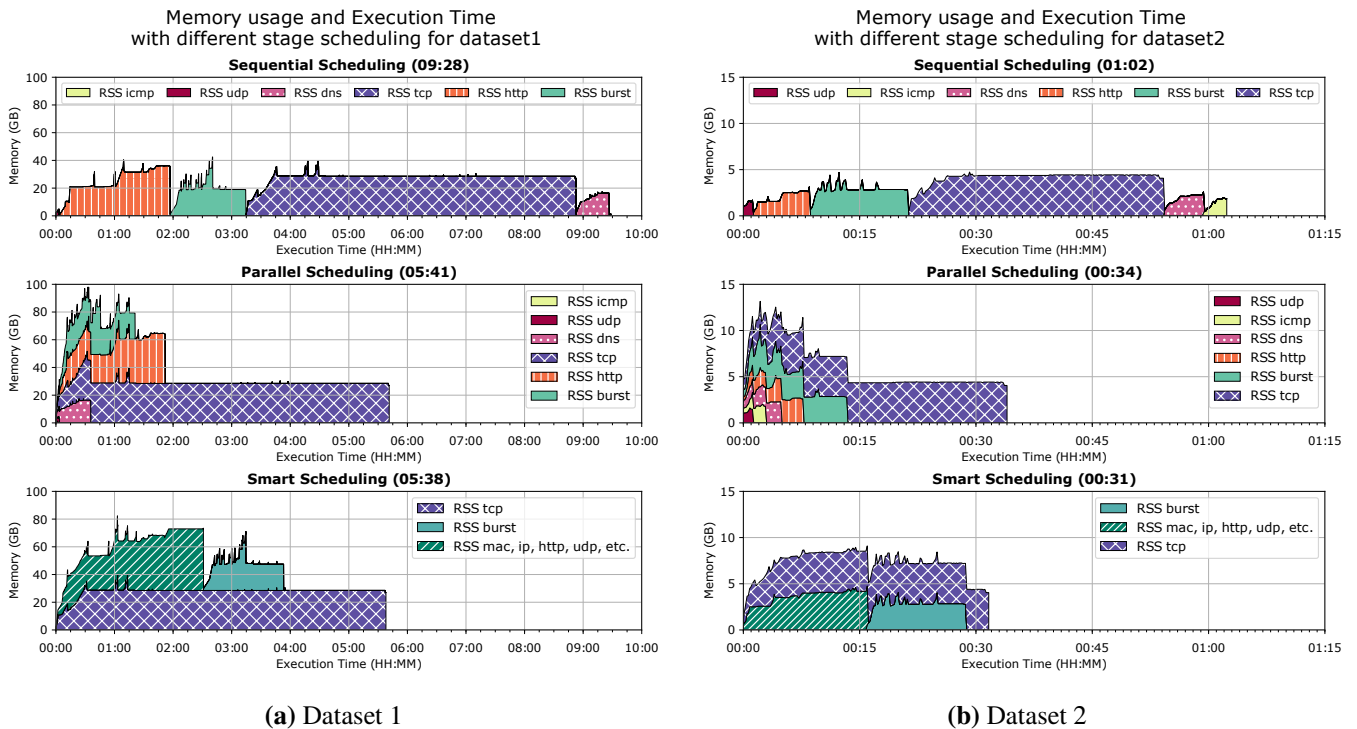 Memory usage and Execution Time
with different stage scheduling for dataset1
Sequential Scheduling (09:28)
RSS icmp RSS udp RSS dns RSS tcp RSS http RSS burst
Memory (GB)
100
80
60
40
20
0
00:00 01:00 02:00 03:00 04:00 05:00 06:00 07:00 08:00 09:00 10:00
Execution Time (HH:MM)
Parallel Scheduling (05:41)
RSS icmp
RSS udp
RSS dns
RSS tcp
RSS http
RSS burst
Memory (GB)
100
80
60
40
20
0
00:00 01:00 02:00 03:00 04:00 05:00 06:00 07:00 08:00 09:00 10:00
Execution Time (HH:MM)
Smart Scheduling (05:38)
RSS tcp
RSS burst
RSS mac, ip, http, udp, etc.
Memory (GB)
100
80
60
40
20
0
00:00 01:00 02:00 03:00 04:00 05:00 06:00 07:00 08:00 09:00 10:00
Execution Time (HH:MM)
(a) Dataset 1
Memory usage and Execution Time
with different stage scheduling for dataset2
Sequential Scheduling (01:02)
RSS udp RSS icmp RSS dns RSS http RSS burst RSS tcp
Memory (GB)
15
10
5
0
00:00 00:15 00:30 00:45 01:00 01:15
Execution Time (HH:MM)
Parallel Scheduling (00:34)
RSS udp
RSS icmp
RSS dns
RSS http
RSS burst
RSS tcp
Memory (GB)
15
10
5
0
00:00 00:15 00:30 00:45 01:00 01:15
Execution Time (HH:MM)
Smart Scheduling (00:31)
RSS burst
RSS mac, ip, http, udp, etc.
RSS tcp
Memory (GB)
15
10
5
0
00:00 00:15 00:30 00:45 01:00 01:15
Execution Time (HH:MM)
(b) Dataset 2